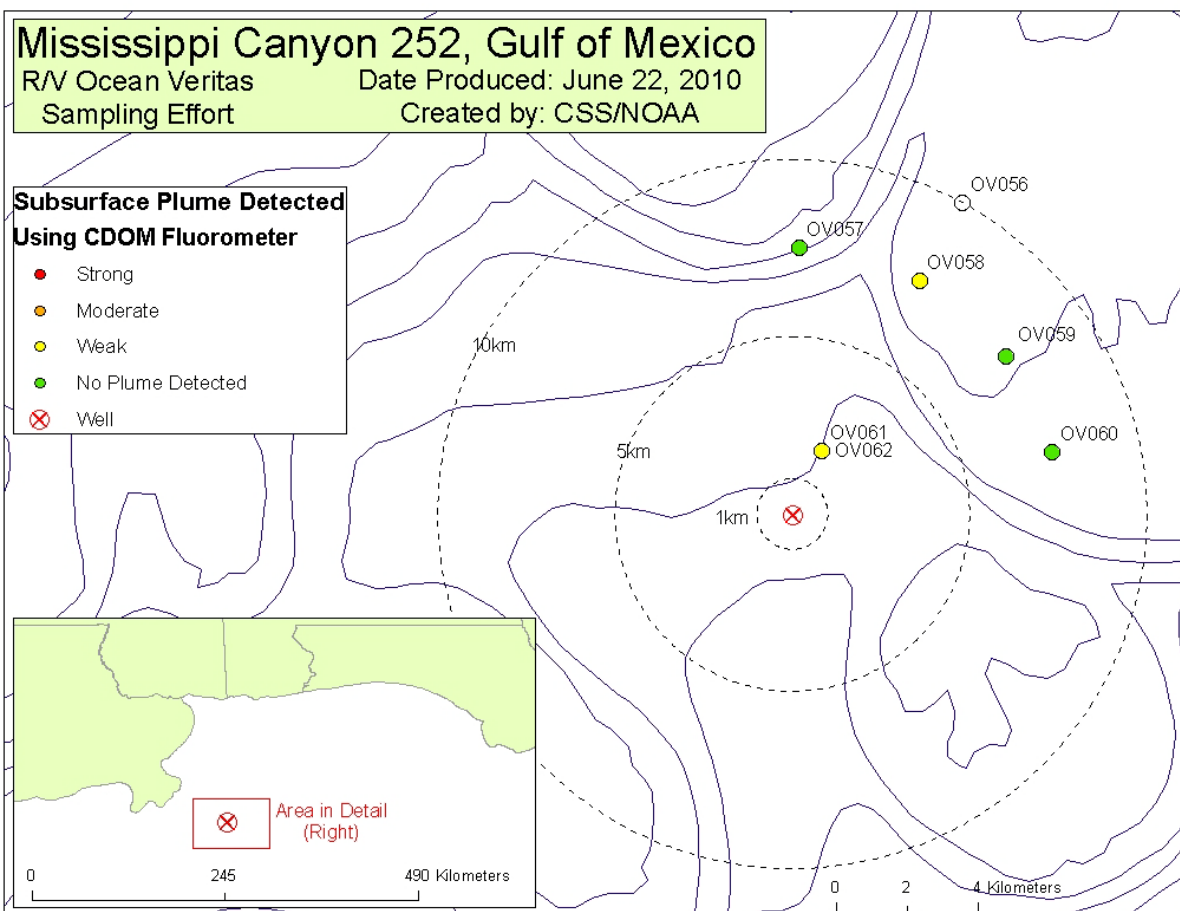 Mississippi Canyon 252, Gulf of Mexico
R/V Ocean Veritas Date Produced: June 22, 2010
Sampling Effort Created by: CSS/NOAA
Subsurface Plume Detected
Using CDOM Fluorometer
Strong
Moderate
Weak
No Plume Detected
Well
OV056
OV057
OV058
OV059
10km
OV061
OV060
5km
OV062
1km
Area in Detail
(Right)
0 245 490 Kilometers
0 2 4 Kilometers